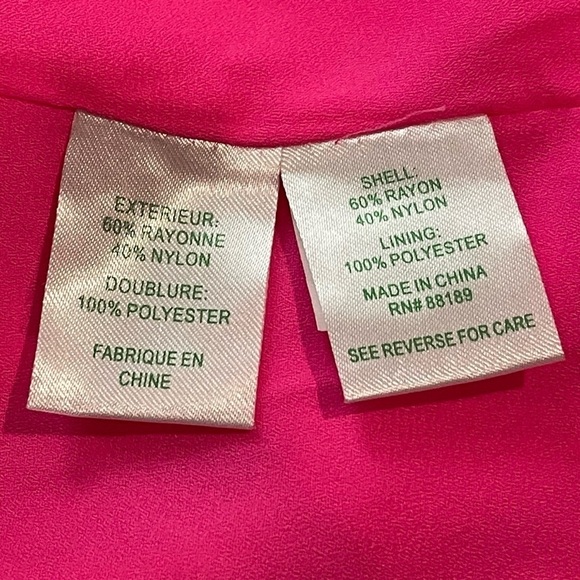 EXTERIEUR:
60% RAYONNE
40% NYLON
DOUBLURE:
100% POLYESTER
FABRIQUE EN
CHINE
SHELL:
60% RAYON
40% NYLON
LINING:
100% POLYESTER
MADE IN CHINA
RN# 88189
SEE REVERSE FOR CARE